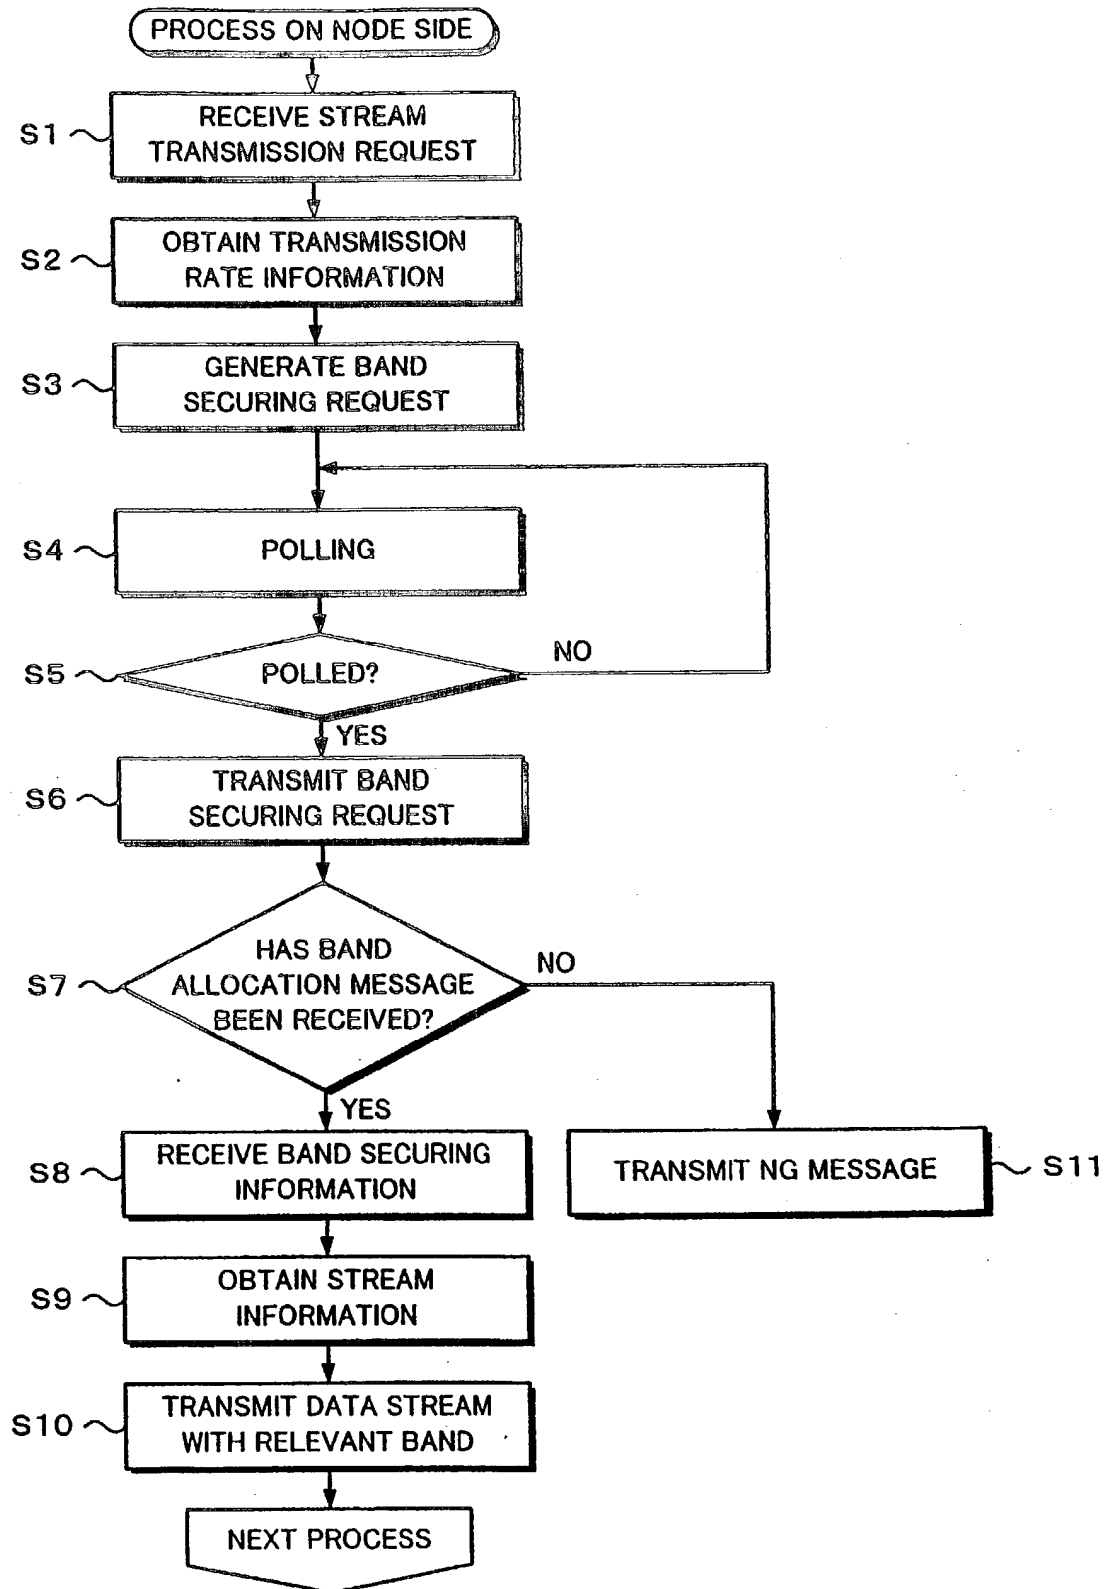 PROCESS ON NODE SIDE
S1
RECEIVE STREAM
TRANSMISSION REQUEST
S2
OBTAIN TRANSMISSION
RATE INFORMATION
S3
GENERATE BAND
SECURING REQUEST
S4
POLLING
S5
POLLED?
NO
YES
S6
TRANSMIT BAND
SECURING REQUEST
S7
HAS BAND
ALLOCATION MESSAGE
BEEN RECEIVED?
NO
YES
S8
RECEIVE BAND SECURING
INFORMATION
TRANSMIT NG MESSAGE
S11
S9
OBTAIN STREAM
INFORMATION
S10
TRANSMIT DATA STREAM
WITH RELEVANT BAND
NEXT PROCESS